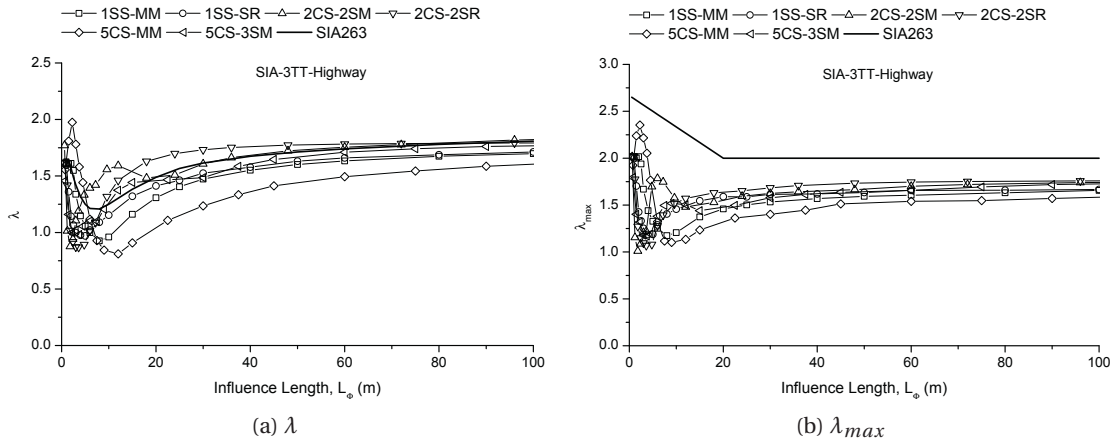 1SS-MM 1SS-SR 2CS-2SM 2CS-2SR
5CS-MM 5CS-3SM SIA263
2.5
2.0
1.5
1.0
0.5
0.0
λ
SIA-3TT-Highway
0 20 40 60 80 100
Influence Length, L_Φ (m)
(a) λ
1SS-MM 1SS-SR 2CS-2SM 2CS-2SR
5CS-MM 5CS-3SM SIA263
3.0
2.5
2.0
1.5
1.0
0.5
0.0
λ_max
SIA-3TT-Highway
0 20 40 60 80 100
Influence Length, L_Φ (m)
(b) λ_max